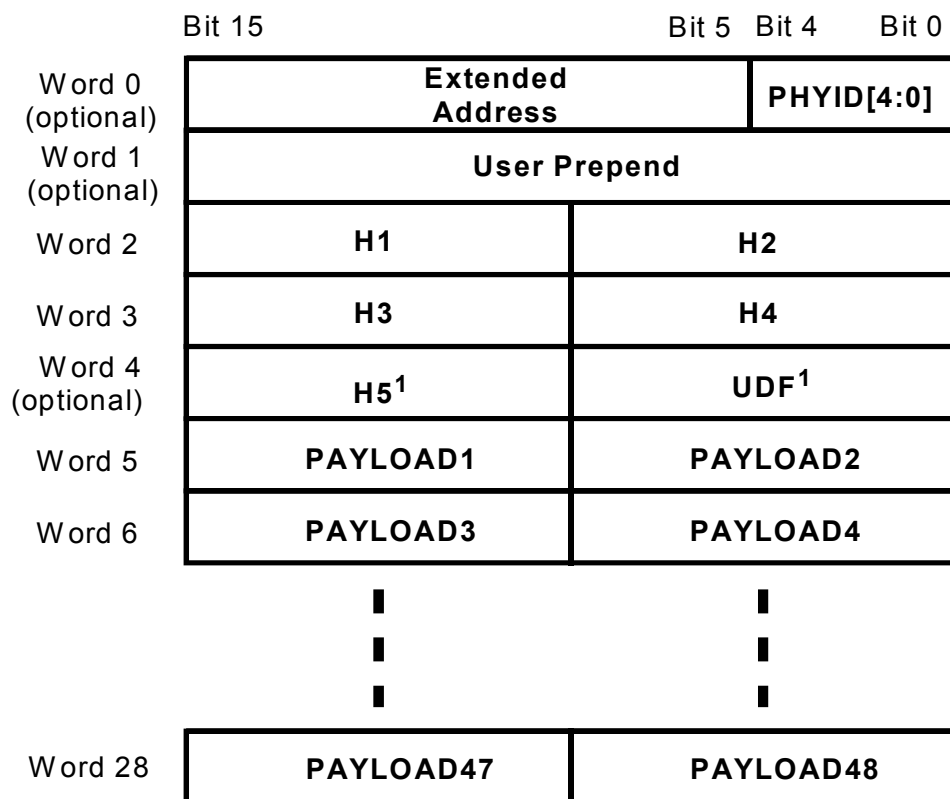 Bit 15 Bit 5 Bit 4 Bit 0
Word 0
(optional)
Extended
Address
PHYID[4:0]
Word 1
(optional)
User Prepend
Word 2 H1 H2
Word 3 H3 H4
Word 4
(optional)
H5¹ UDF¹
Word 5 PAYLOAD1 PAYLOAD2
Word 6 PAYLOAD3 PAYLOAD4
Word 28 PAYLOAD47 PAYLOAD48